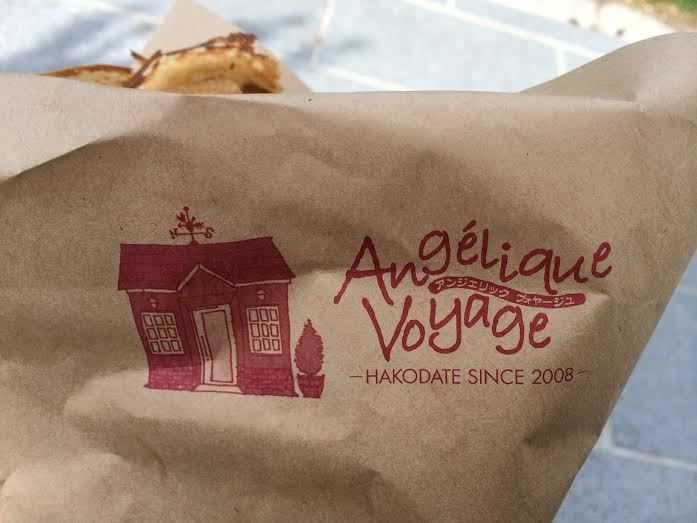 Angélique
アンジェリック ヴォヤージュ
Voyage
HAKODATE SINCE 2008
N
S